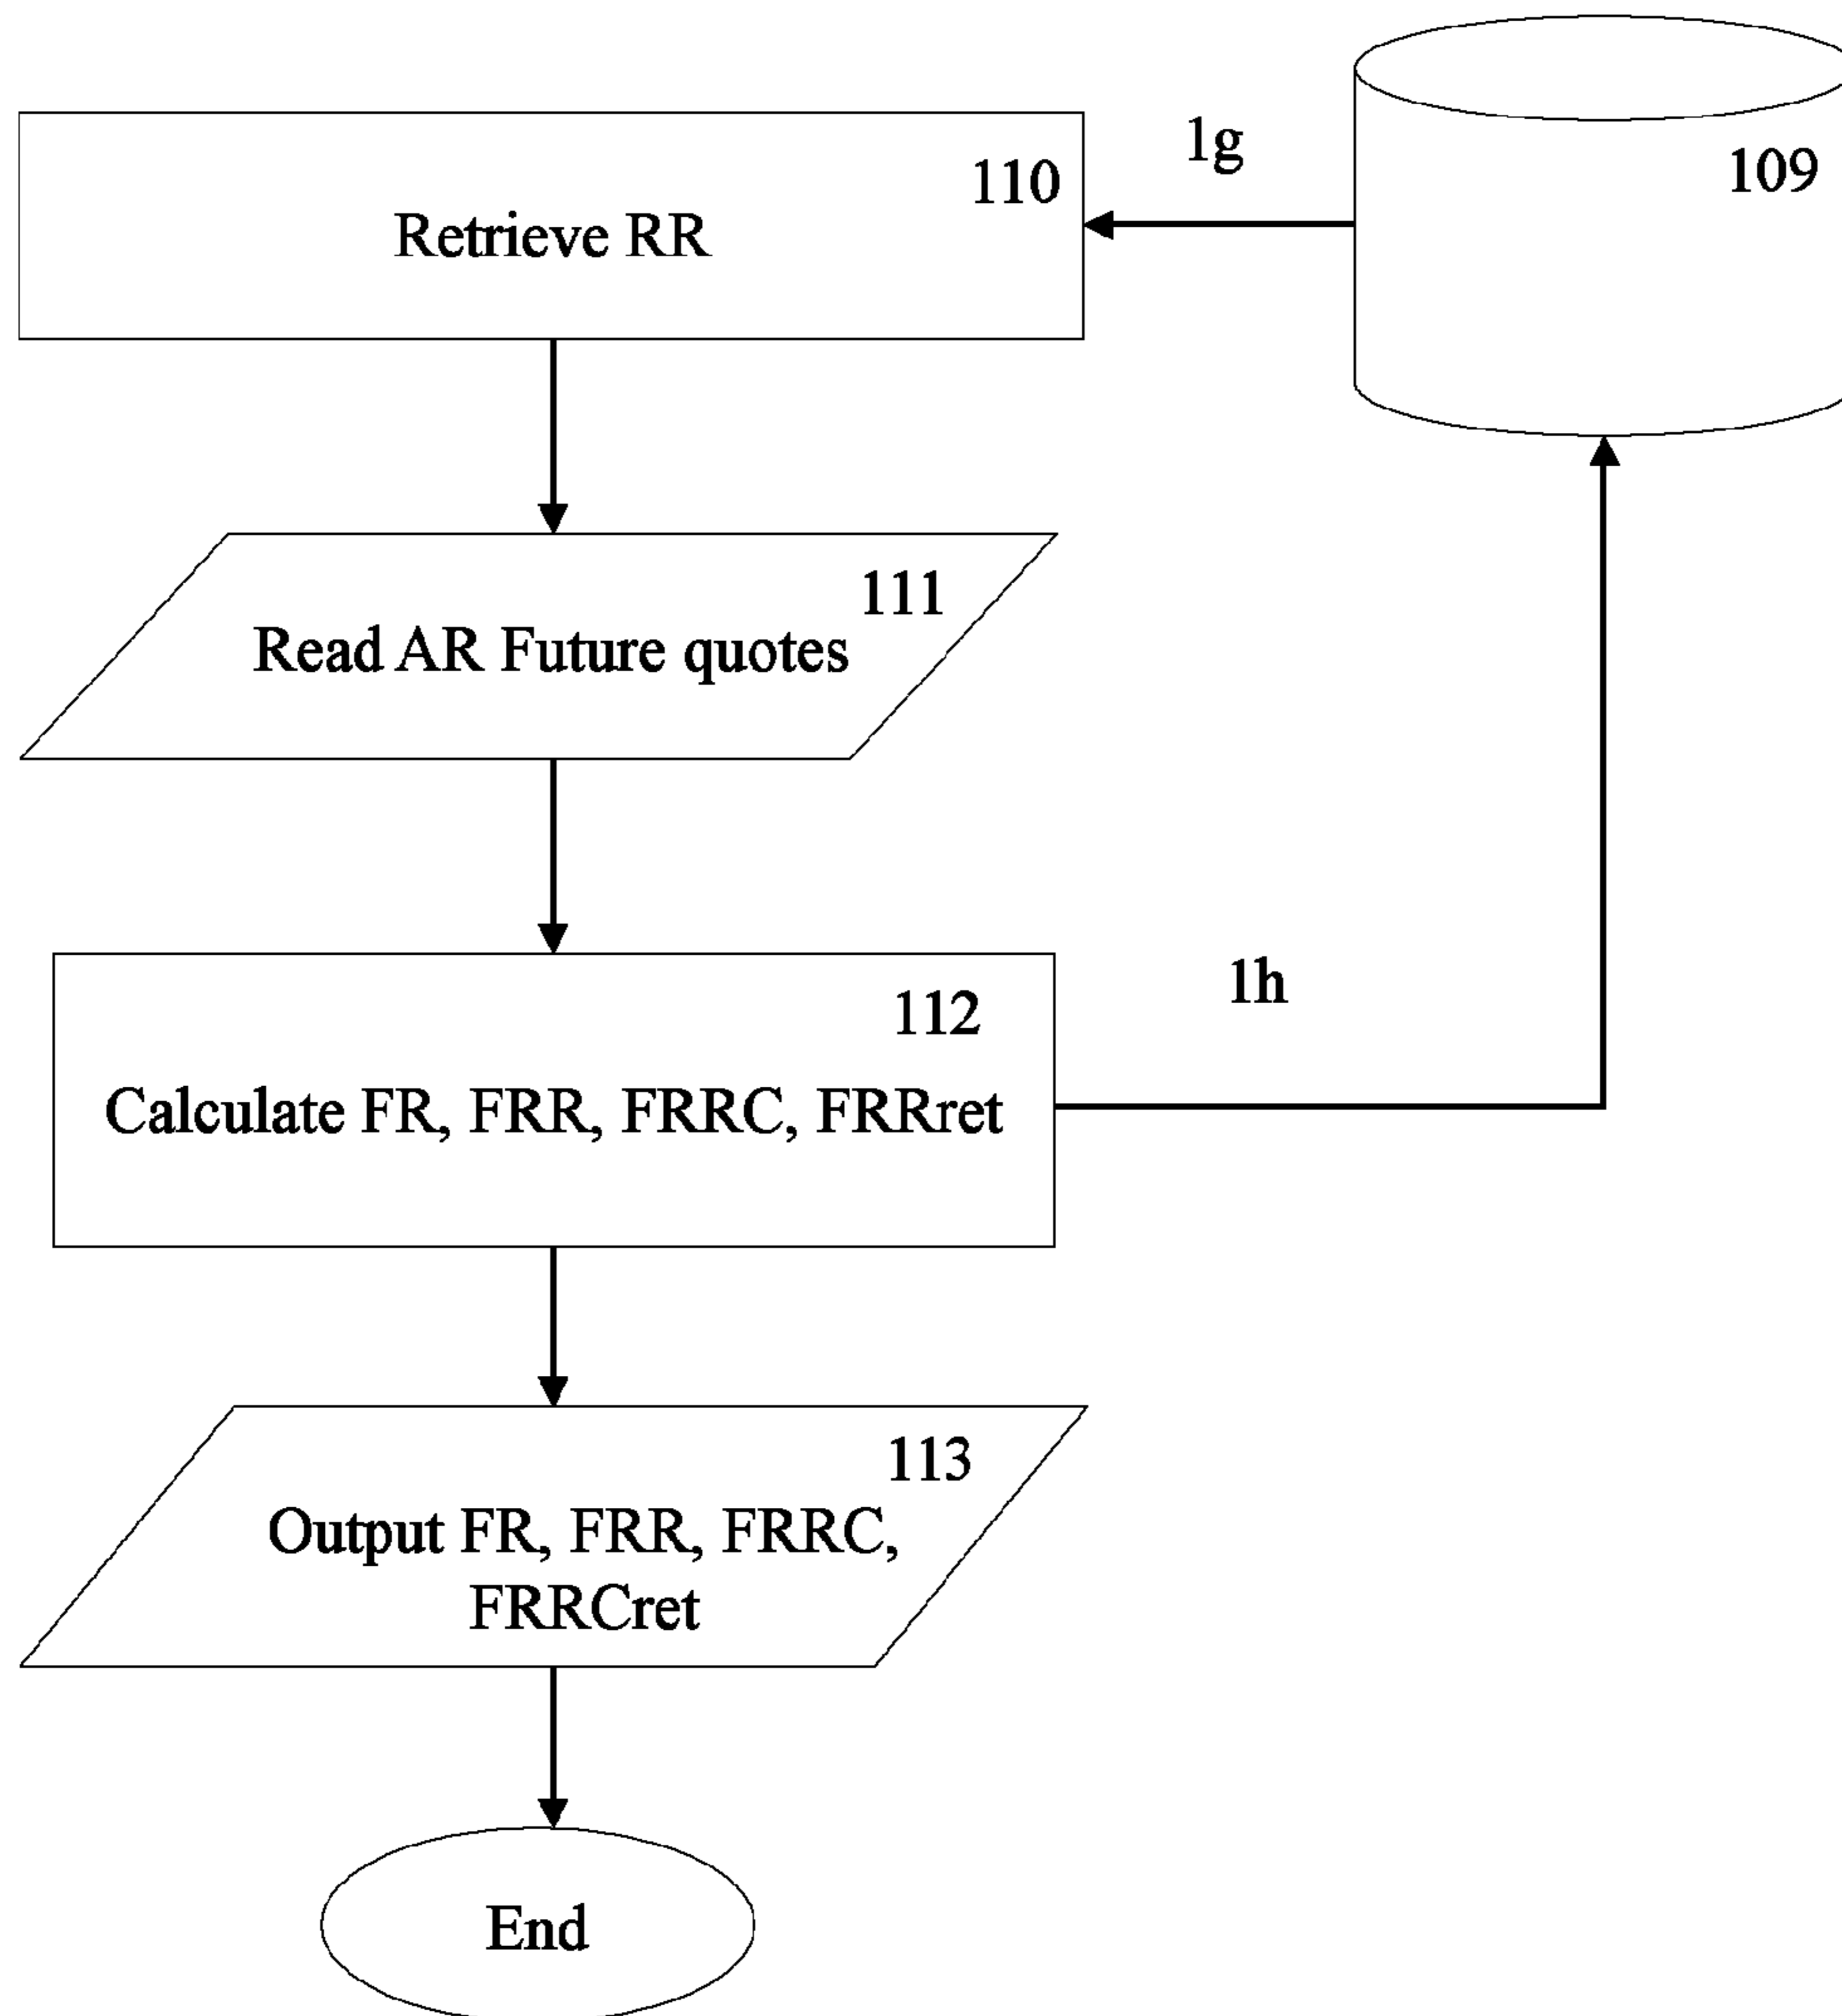 1g
109
110
Retrieve RR
111
Read AR Future quotes
1h
112
Calculate FR, FRR, FRRC, FRRret
113
Output FR, FRR, FRRC,
FRRCret
End